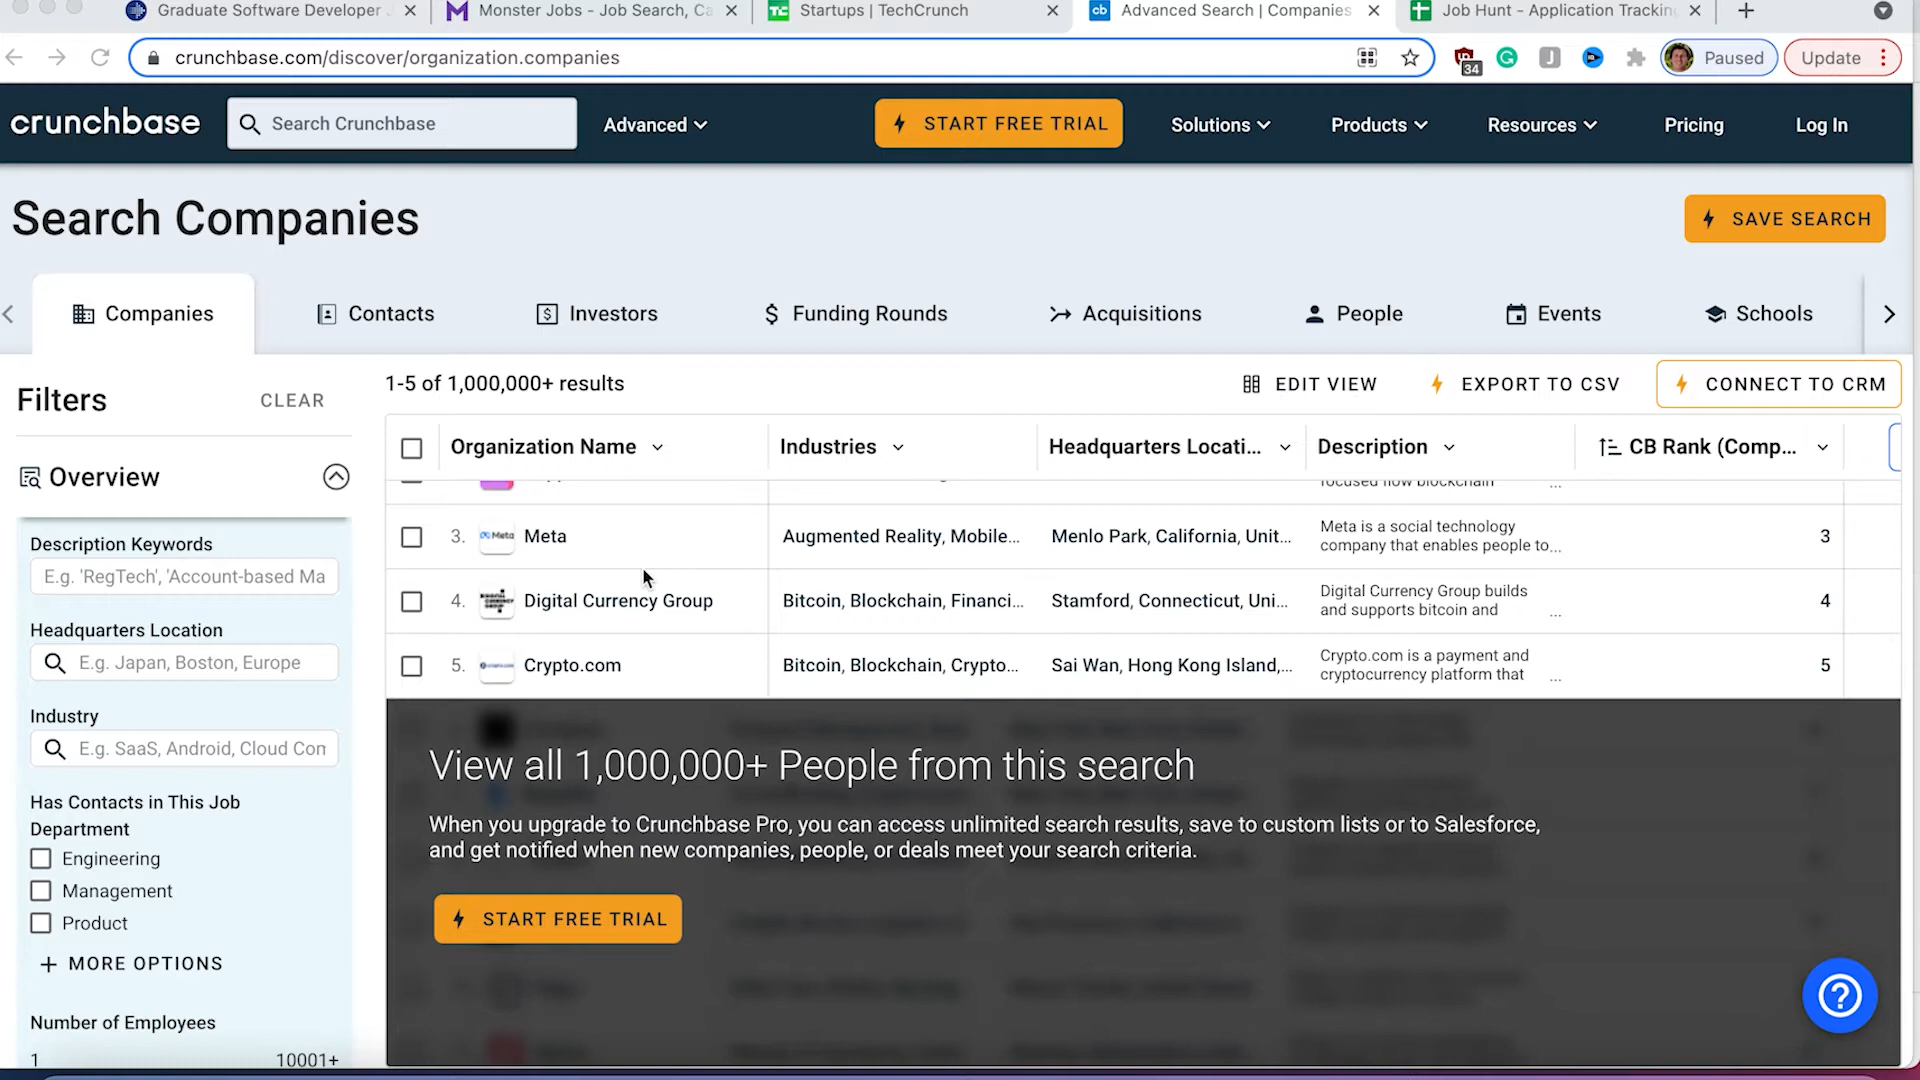 Graduate Software Developer J
Monster Jobs - Job Search, Ca
TC Startups | TechCrunch
cb Advanced Search | Companies
Job Hunt - Application Tracking
crunchbase.com/discover/organization.companies
34
Paused
Update
crunchbase
Search Crunchbase
Advanced
START FREE TRIAL
Solutions
Products
Resources
Pricing
Log In
Search Companies
SAVE SEARCH
Companies
Contacts
Investors
Funding Rounds
Acquisitions
People
Events
Schools
Filters
CLEAR
1-5 of 1,000,000+ results
EDIT VIEW
EXPORT TO CSV
CONNECT TO CRM
Organization Name
Industries
Headquarters Locati...
Description
CB Rank (Comp...
Overview
focused flow blockchain ...
3. Meta Meta
Augmented Reality, Mobile...
Menlo Park, California, Unit...
Meta is a social technology
company that enables people to...
3
4. Digital Currency Group
Bitcoin, Blockchain, Financi...
Stamford, Connecticut, Uni...
Digital Currency Group builds
and supports bitcoin and ...
4
5. Crypto.com
Bitcoin, Blockchain, Crypto...
Sai Wan, Hong Kong Island,...
Crypto.com is a payment and
cryptocurrency platform that ...
5
Description Keywords
E.g. 'RegTech', 'Account-based Ma
Headquarters Location
E.g. Japan, Boston, Europe
Industry
E.g. SaaS, Android, Cloud Com
Has Contacts in This Job
Department
Engineering
Management
Product
+ MORE OPTIONS
Number of Employees
1 10001+
View all 1,000,000+ People from this search
When you upgrade to Crunchbase Pro, you can access unlimited search results, save to custom lists or to Salesforce,
and get notified when new companies, people, or deals meet your search criteria.
START FREE TRIAL